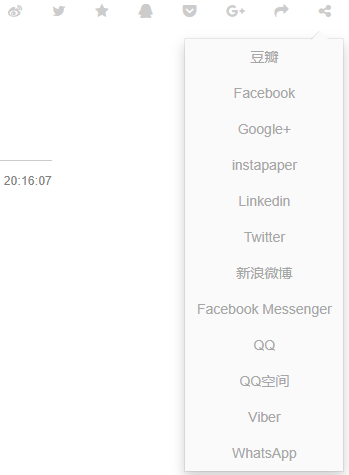 豆瓣
Facebook
Google+
20:16:07
instapaper
Linkedin
Twitter
新浪微博
Facebook Messenger
QQ
QQ空间
Viber
WhatsApp